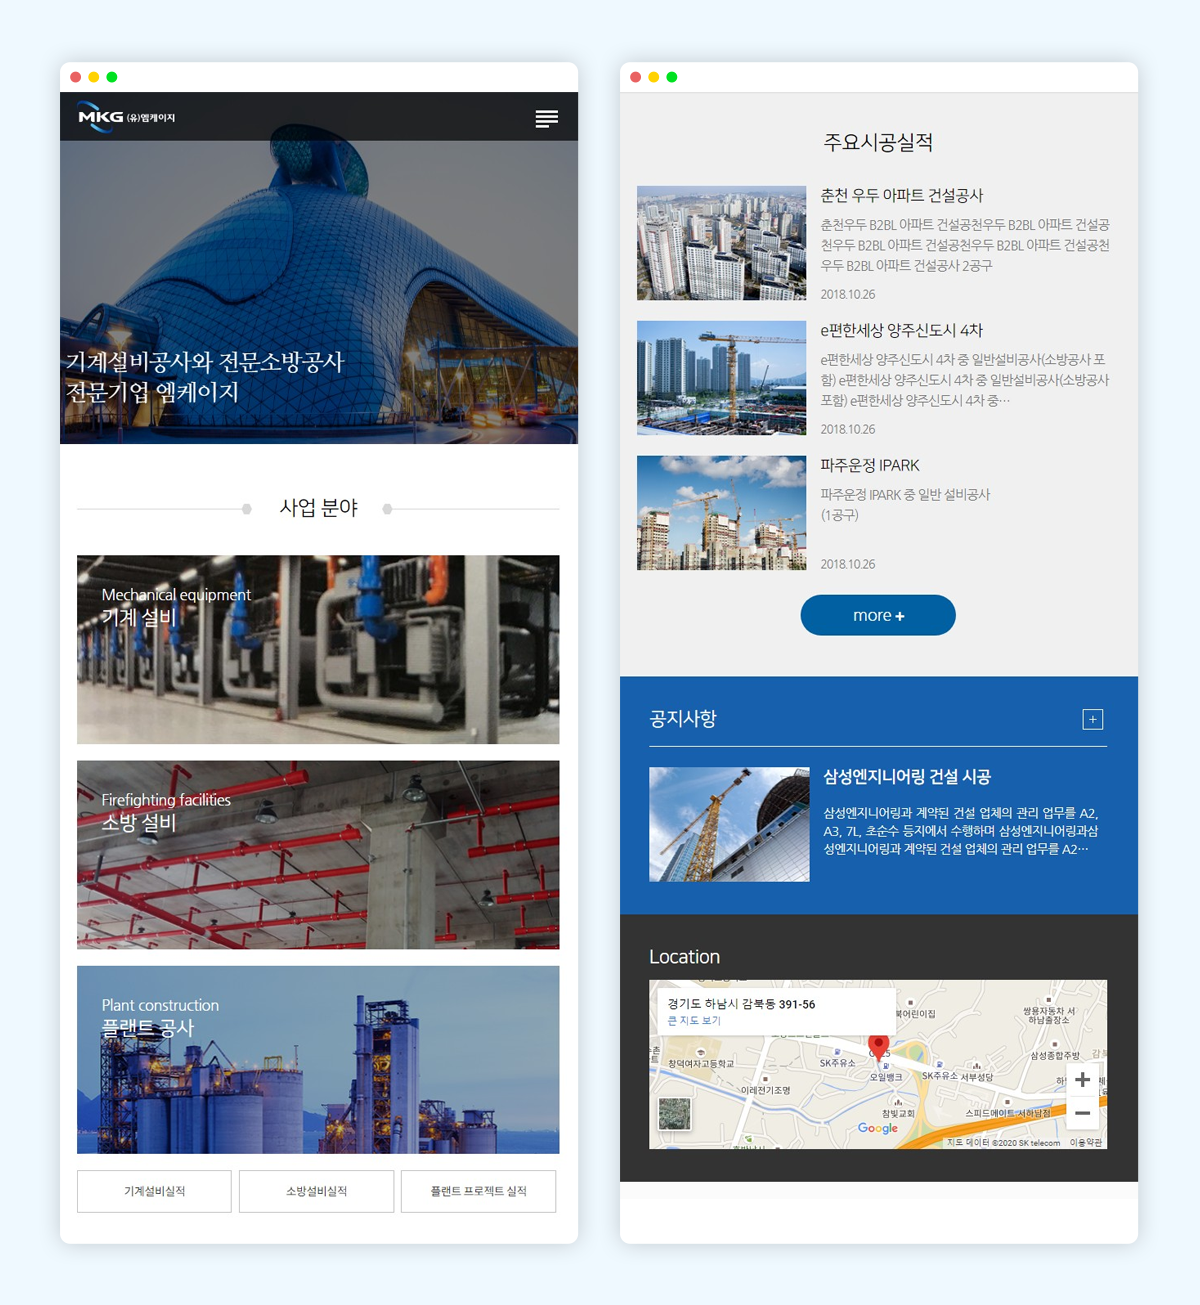 MKG (유)엠케이지
기계설비공사와 전문소방공사
전문기업 엠케이지
사업 분야
Mechanical equipment
기계 설비
Firefighting facilities
소방 설비
Plant construction
플랜트 공사
기계설비실적
소방설비실적
플랜트 프로젝트 실적
주요시공실적
춘천 우두 아파트 건설공사
춘천우두 B2BL 아파트 건설공천우두 B2BL 아파트 건설공
천우두 B2BL 아파트 건설공천우두 B2BL 아파트 건설공천
우두 B2BL 아파트 건설공사 2공구
2018.10.26
e편한세상 양주신도시 4차
e편한세상 양주신도시 4차 중 일반설비공사(소방공사 포
함) e편한세상 양주신도시 4차 중 일반설비공사(소방공사
포함) e편한세상 양주신도시 4차 중…
2018.10.26
파주운정 IPARK
파주운정 IPARK 중 일반 설비공사
(1공구)
2018.10.26
more +
공지사항
+
삼성엔지니어링 건설 시공
삼성엔지니어링과 계약된 건설 업체의 관리 업무를 A2,
A3, 7L, 초순수 등지에서 수행하며 삼성엔지니어링과삼
성엔지니어링과 계약된 건설 업체의 관리 업무를 A2…
Location
경기도 하남시 감북동 391-56
큰 지도 보기
북어린이집
쌍용자동차 서
하남출장소
삼성종합주방
창덕여자고등학교
SK주유소
오일뱅크
SK주유소
서부성당
이레전기조명
참빛교회
스피드메이트 서하남점
Google
지도 데이터 ©2020 SK telecom
이용약관